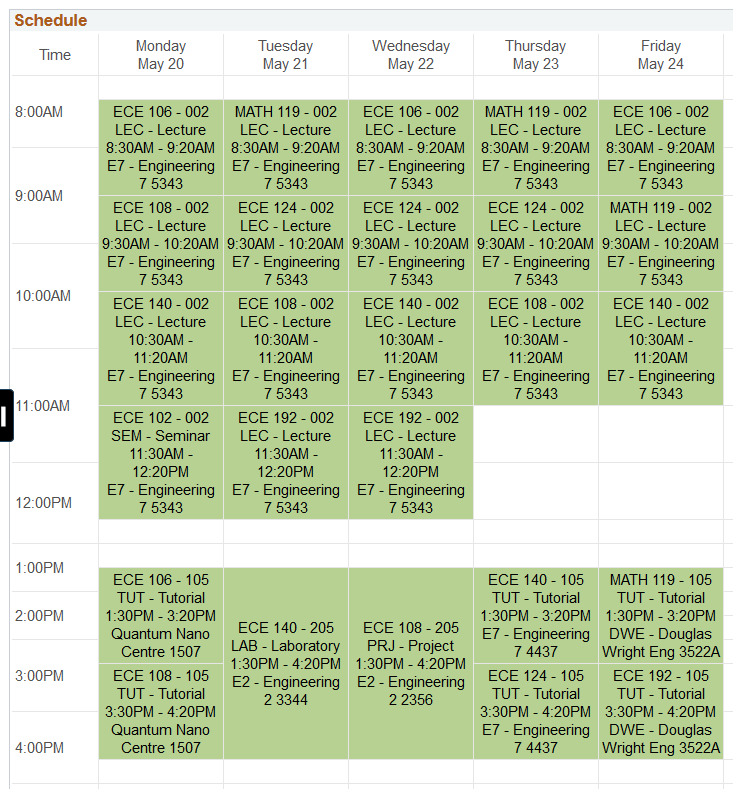 Schedule
Time
Monday
May 20
Tuesday
May 21
Wednesday
May 22
Thursday
May 23
Friday
May 24
8:00AM
ECE 106 - 002
LEC - Lecture
8:30AM - 9:20AM
E7 - Engineering
7 5343
MATH 119 - 002
LEC - Lecture
8:30AM - 9:20AM
E7 - Engineering
7 5343
ECE 106 - 002
LEC - Lecture
8:30AM - 9:20AM
E7 - Engineering
7 5343
MATH 119 - 002
LEC - Lecture
8:30AM - 9:20AM
E7 - Engineering
7 5343
ECE 106 - 002
LEC - Lecture
8:30AM - 9:20AM
E7 - Engineering
7 5343
9:00AM
ECE 108 - 002
LEC - Lecture
9:30AM - 10:20AM
E7 - Engineering
7 5343
ECE 124 - 002
LEC - Lecture
9:30AM - 10:20AM
E7 - Engineering
7 5343
ECE 124 - 002
LEC - Lecture
9:30AM - 10:20AM
E7 - Engineering
7 5343
ECE 124 - 002
LEC - Lecture
9:30AM - 10:20AM
E7 - Engineering
7 5343
MATH 119 - 002
LEC - Lecture
9:30AM - 10:20AM
E7 - Engineering
7 5343
10:00AM
ECE 140 - 002
LEC - Lecture
10:30AM -
11:20AM
E7 - Engineering
7 5343
ECE 108 - 002
LEC - Lecture
10:30AM -
11:20AM
E7 - Engineering
7 5343
ECE 140 - 002
LEC - Lecture
10:30AM -
11:20AM
E7 - Engineering
7 5343
ECE 108 - 002
LEC - Lecture
10:30AM -
11:20AM
E7 - Engineering
7 5343
ECE 140 - 002
LEC - Lecture
10:30AM -
11:20AM
E7 - Engineering
7 5343
11:00AM
ECE 102 - 002
SEM - Seminar
11:30AM -
12:20PM
E7 - Engineering
7 5343
ECE 192 - 002
LEC - Lecture
11:30AM -
12:20PM
E7 - Engineering
7 5343
ECE 192 - 002
LEC - Lecture
11:30AM -
12:20PM
E7 - Engineering
7 5343
12:00PM
1:00PM
ECE 106 - 105
TUT - Tutorial
1:30PM - 3:20PM
Quantum Nano
Centre 1507
ECE 140 - 205
LAB - Laboratory
1:30PM - 4:20PM
E2 - Engineering
2 3344
ECE 108 - 205
PRJ - Project
1:30PM - 4:20PM
E2 - Engineering
2 2356
ECE 140 - 105
TUT - Tutorial
1:30PM - 3:20PM
E7 - Engineering
7 4437
MATH 119 - 105
TUT - Tutorial
1:30PM - 3:20PM
DWE - Douglas
Wright Eng 3522A
2:00PM
3:00PM
ECE 108 - 105
TUT - Tutorial
3:30PM - 4:20PM
Quantum Nano
Centre 1507
ECE 124 - 105
TUT - Tutorial
3:30PM - 4:20PM
E7 - Engineering
7 4437
ECE 192 - 105
TUT - Tutorial
3:30PM - 4:20PM
DWE - Douglas
Wright Eng 3522A
4:00PM